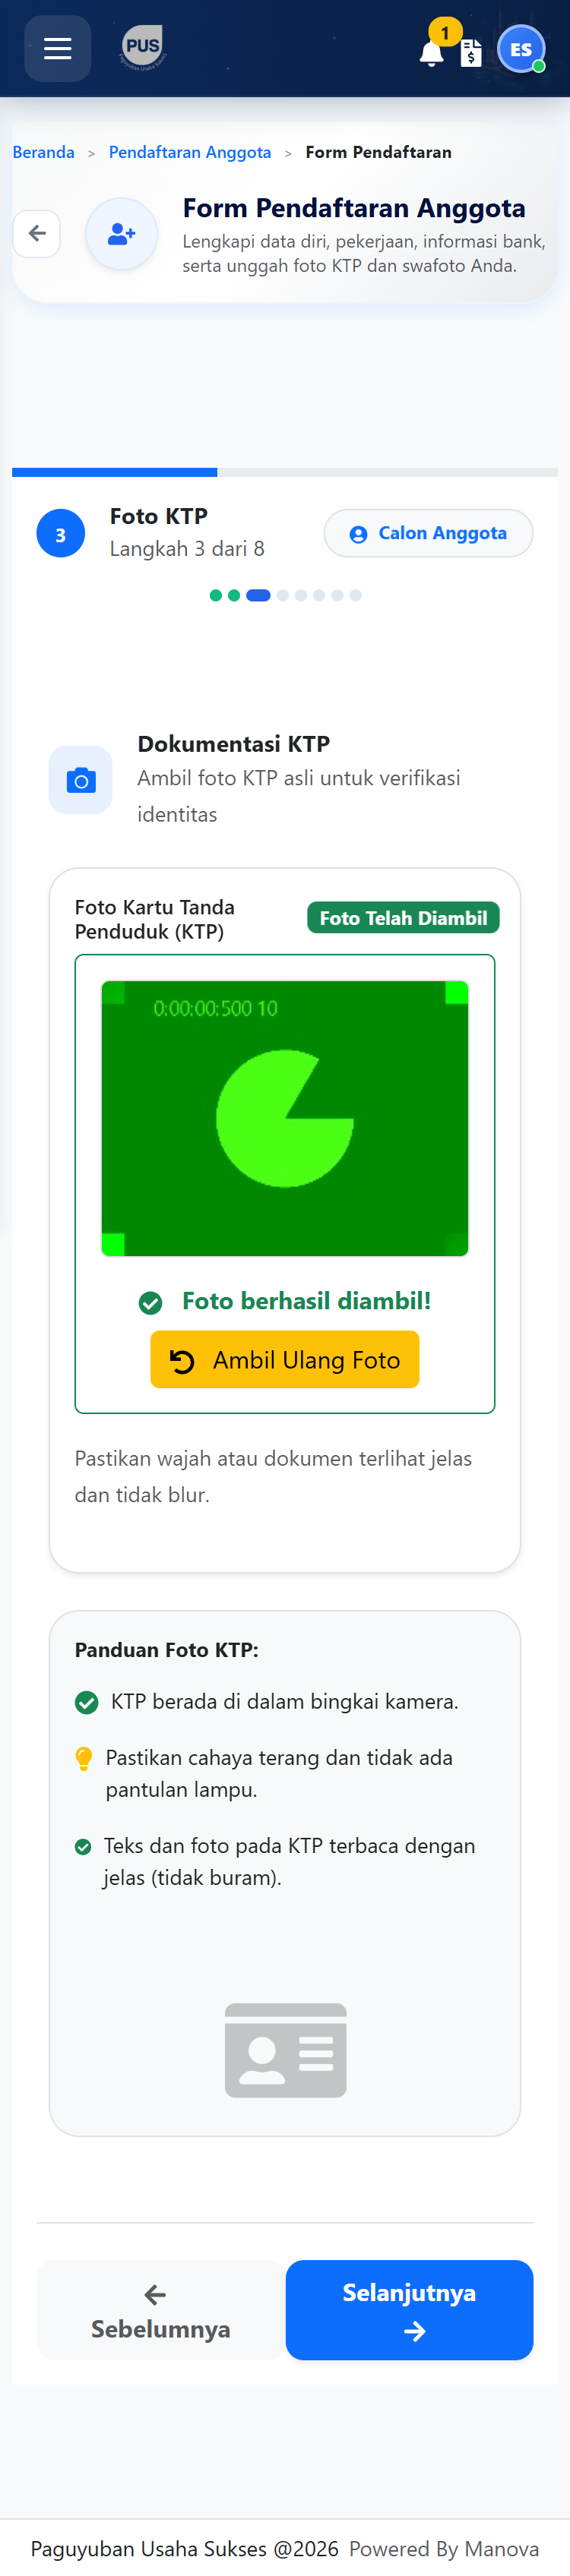 PUS
Paguyuban Usaha Sukses
1
ES
Beranda > Pendaftaran Anggota > Form Pendaftaran
Form Pendaftaran Anggota
Lengkapi data diri, pekerjaan, informasi bank,
serta unggah foto KTP dan swafoto Anda.
3
Foto KTP
Langkah 3 dari 8
Calon Anggota
Dokumentasi KTP
Ambil foto KTP asli untuk verifikasi
identitas
Foto Kartu Tanda
Penduduk (KTP)
Foto Telah Diambil
0:00:00:500 10
Foto berhasil diambil!
Ambil Ulang Foto
Pastikan wajah atau dokumen terlihat jelas
dan tidak blur.
Panduan Foto KTP:
KTP berada di dalam bingkai kamera.
Pastikan cahaya terang dan tidak ada
pantulan lampu.
Teks dan foto pada KTP terbaca dengan
jelas (tidak buram).
Sebelumnya
Selanjutnya
Paguyuban Usaha Sukses @2026 Powered By Manova